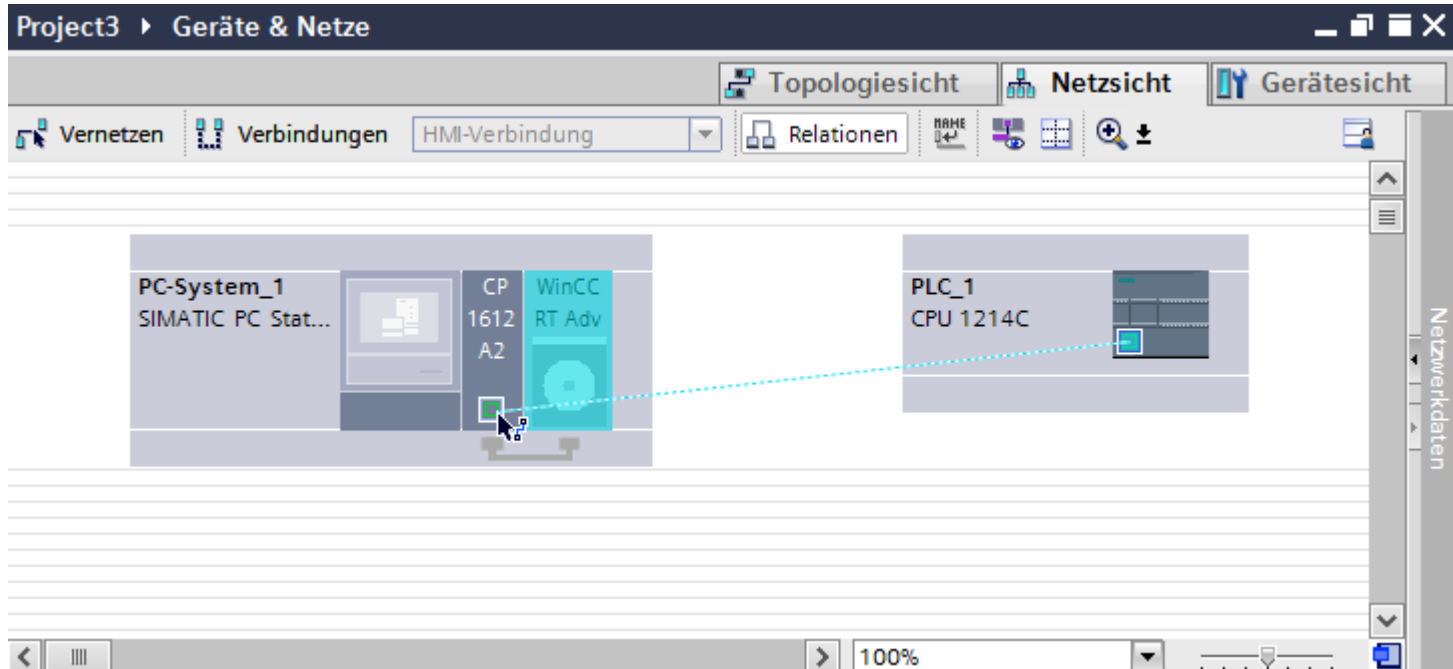 Project3 ▸ Geräte & Netze
Topologiesicht
Netzsicht
Gerätesicht
Vernetzen
Verbindungen
HMI-Verbindung
Relationen
NAME
PC-System_1
SIMATIC PC Stat...
CP
1612
A2
WinCC
RT Adv
PLC_1
CPU 1214C
Netzwerkdaten
100%